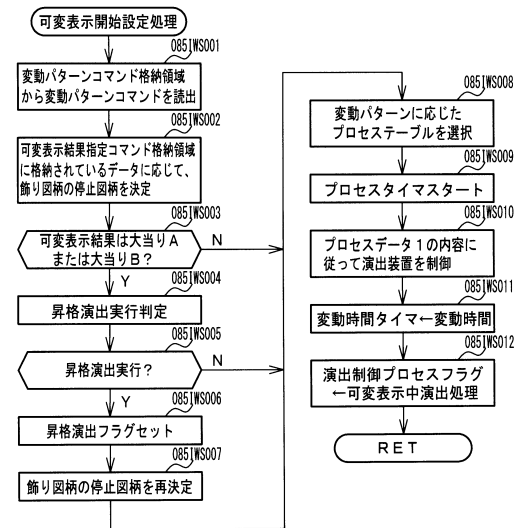 可変表示開始設定処理
085IWS001
変動パターンコマンド格納領域
から変動パターンコマンドを読出
085IWS002
可変表示結果指定コマンド格納領域
に格納されているデータに応じて、
飾り図柄の停止図柄を決定
085IWS003
可変表示結果は大当りA
または大当りB?
N
Y
085IWS004
昇格演出実行判定
085IWS005
昇格演出実行?
N
Y
085IWS006
昇格演出フラグセット
085IWS007
飾り図柄の停止図柄を再決定
085IWS008
変動パターンに応じた
プロセステーブルを選択
085IWS009
プロセスタイマスタート
085IWS010
プロセスデータ1の内容に
従って演出装置を制御
085IWS011
変動時間タイマ←変動時間
085IWS012
演出制御プロセスフラグ
←可変表示中演出処理
RET